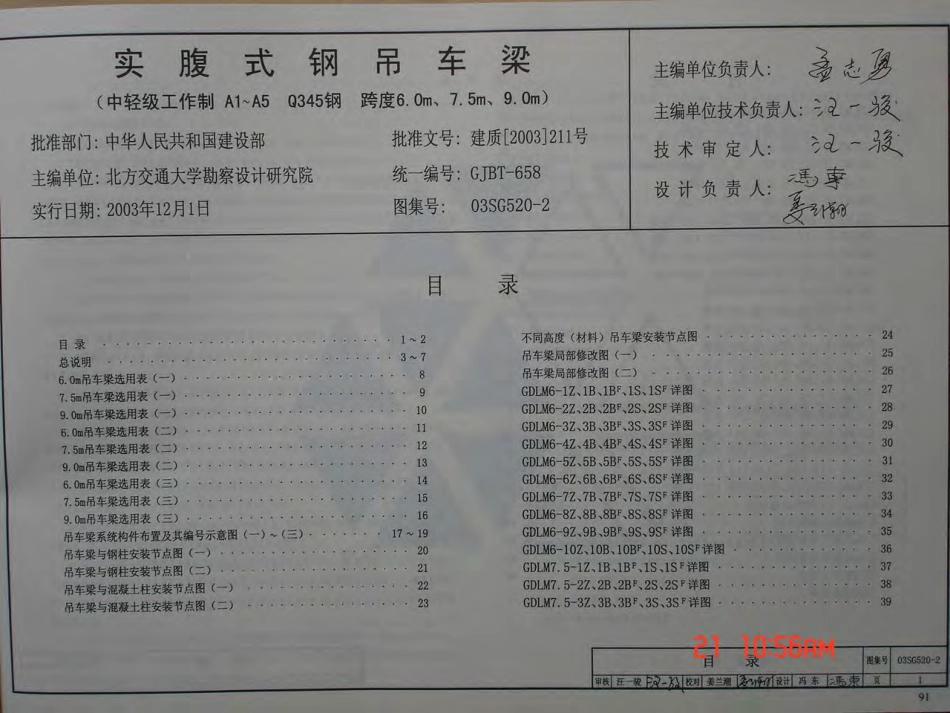 实腹式钢吊车梁
（中轻级工作制 A1~A5 Q345钢 跨度6.0m、7.5m、9.0m）
批准部门：中华人民共和国建设部 批准文号：建质[2003]211号
主编单位：北方交通大学勘察设计研究院 统一编号：GJBT-658
实行日期：2003年12月1日 图集号： 03SG520-2
主编单位负责人：孟志勇
主编单位技术负责人：汪一骏
技术审定人：汪一骏
设计负责人：冯東
目录
目录 1～2
总说明 3～7
6.0m吊车梁选用表（一） 8
7.5m吊车梁选用表（一） 9
9.0m吊车梁选用表（一） 10
6.0m吊车梁选用表（二） 11
7.5m吊车梁选用表（二） 12
9.0m吊车梁选用表（二） 13
6.0m吊车梁选用表（三） 14
7.5m吊车梁选用表（三） 15
9.0m吊车梁选用表（三） 16
吊车梁系统构件布置及其编号示意图（一）～（三） 17～19
吊车梁与钢柱安装节点图（一） 20
吊车梁与钢柱安装节点图（二） 21
吊车梁与混凝土柱安装节点图（一） 22
吊车梁与混凝土柱安装节点图（二） 23
不同高度（材料）吊车梁安装节点图 24
吊车梁局部修改图（一） 25
吊车梁局部修改图（二） 26
GDLM6-1Z、1B、1Bᶠ、1S、1Sᶠ详图 27
GDLM6-2Z、2B、2Bᶠ、2S、2Sᶠ详图 28
GDLM6-3Z、3B、3Bᶠ、3S、3Sᶠ详图 29
GDLM6-4Z、4B、4Bᶠ、4S、4Sᶠ详图 30
GDLM6-5Z、5B、5Bᶠ、5S、5Sᶠ详图 31
GDLM6-6Z、6B、6Bᶠ、6S、6Sᶠ详图 32
GDLM6-7Z、7B、7Bᶠ、7S、7Sᶠ详图 33
GDLM6-8Z、8B、8Bᶠ、8S、8Sᶠ详图 34
GDLM6-9Z、9B、9Bᶠ、9S、9Sᶠ详图 35
GDLM6-10Z、10B、10Bᶠ、10S、10Sᶠ详图 36
GDLM7.5-1Z、1B、1Bᶠ、1S、1Sᶠ详图 37
GDLM7.5-2Z、2B、2Bᶠ、2S、2Sᶠ详图 38
GDLM7.5-3Z、3B、3Bᶠ、3S、3Sᶠ详图 39
21 10:56AM
目录 图集号 03SG520-2
审核 汪一骏 汪一骏 校对 姜兰潮 设计 冯东 冯東 页 1
91